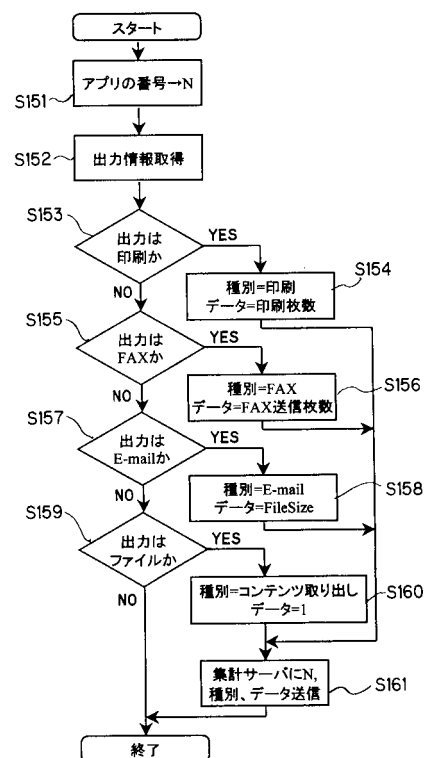 スタート
アプリの番号→N
S151
出力情報取得
S152
S153
出力は
印刷か
YES
NO
S154
種別=印刷
データ=印刷枚数
S155
出力は
FAXか
YES
NO
S156
種別=FAX
データ=FAX送信枚数
S157
出力は
E-mailか
YES
NO
S158
種別=E-mail
データ=FileSize
S159
出力は
ファイルか
YES
NO
S160
種別=コンテンツ取り出し
データ=1
集計サーバにN,
種別、データ送信
S161
終了